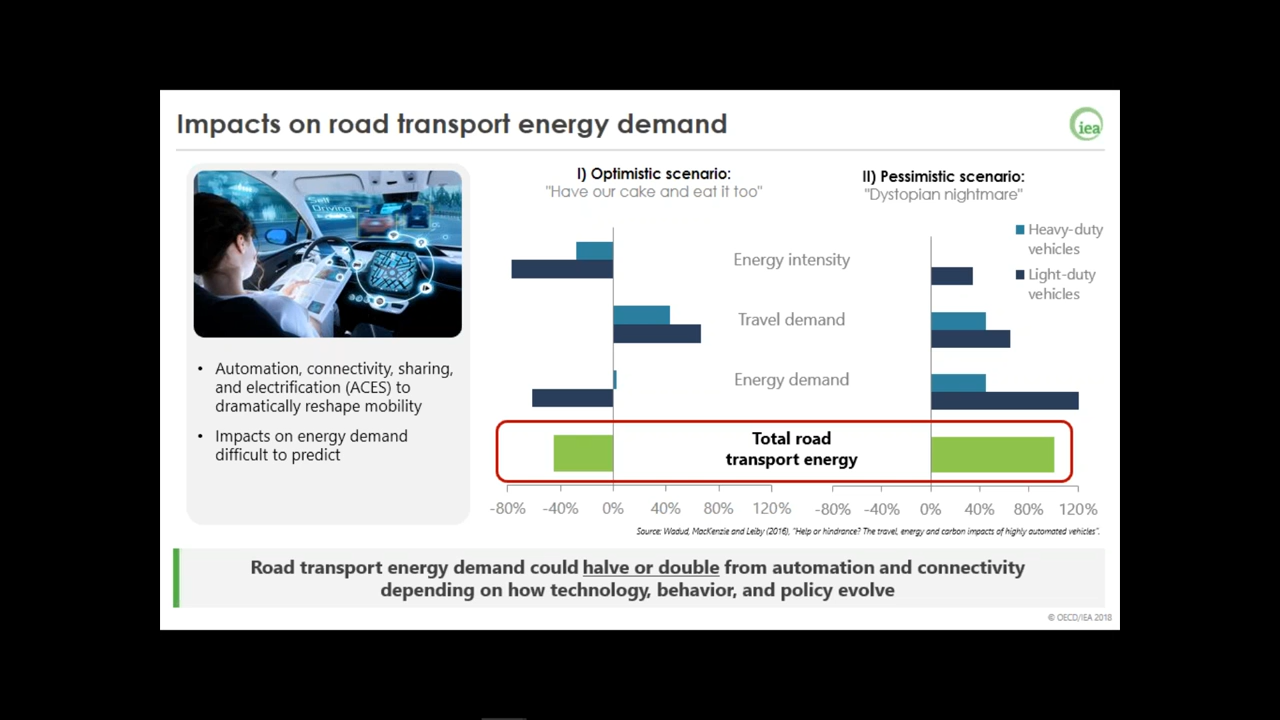 Impacts on road transport energy demand
iea
Self
Driving
• Automation, connectivity, sharing,
and electrification (ACES) to
dramatically reshape mobility
• Impacts on energy demand
difficult to predict
I) Optimistic scenario:
"Have our cake and eat it too"
II) Pessimistic scenario:
"Dystopian nightmare"
Heavy-duty
vehicles
Light-duty
vehicles
Energy intensity
Travel demand
Energy demand
Total road
transport energy
-80% -40% 0% 40% 80% 120%
-80% -40% 0% 40% 80% 120%
Source: Wadud, MacKenzie and Leiby (2016), "Help or hindrance? The travel, energy and carbon impacts of highly automated vehicles".
Road transport energy demand could halve or double from automation and connectivity
depending on how technology, behavior, and policy evolve
© OECD/IEA 2018